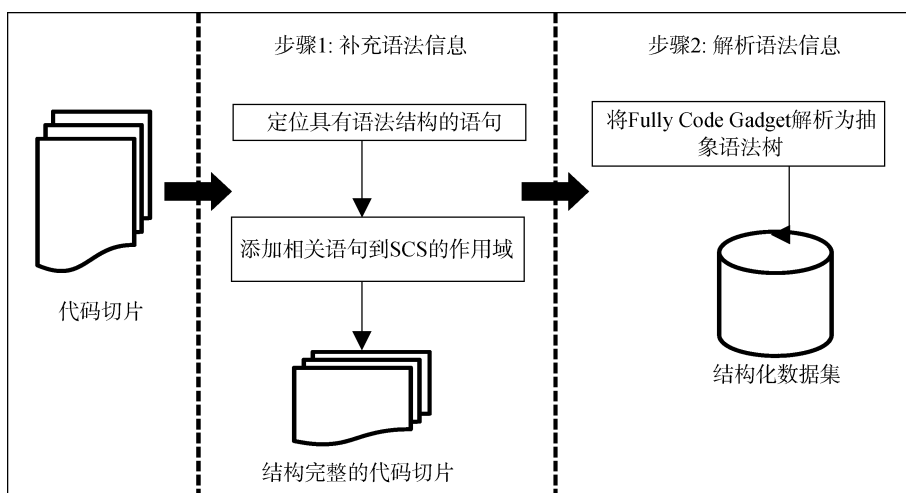 步骤1: 补充语法信息
步骤2: 解析语法信息
定位具有语法结构的语句
将Fully Code Gadget解析为抽
象语法树
添加相关语句到SCS的作用域
代码切片
结构化数据集
结构完整的代码切片